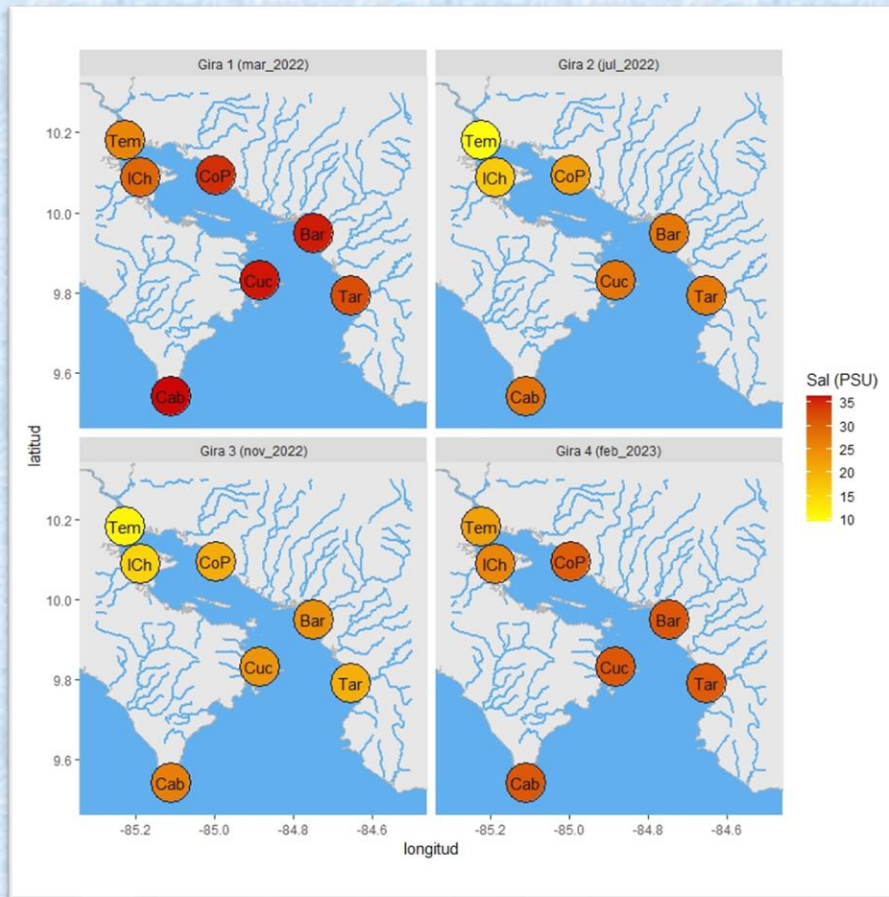 Gira 1 (mar_2022)
Gira 2 (jul_2022)
10.2
10.0
9.8
9.6
Tem
ICh
CoP
Bar
Cuc
Tar
Cab
Tem
ICh
CoP
Bar
Cuc
Tar
Cab
latitud
Gira 3 (nov_2022)
Gira 4 (feb_2023)
10.2
10.0
9.8
9.6
Tem
ICh
CoP
Bar
Cuc
Tar
Cab
Tem
ICh
CoP
Bar
Cuc
Tar
Cab
-85.2 -85.0 -84.8 -84.6
-85.2 -85.0 -84.8 -84.6
longitud
Sal (PSU)
35
30
25
20
15
10